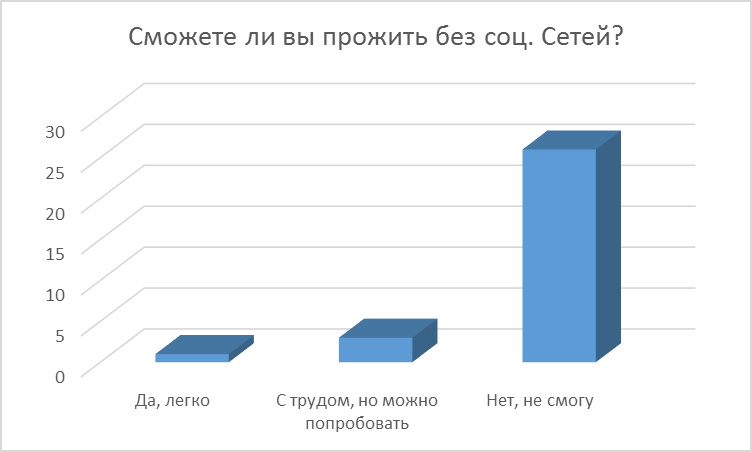 Сможете ли вы прожить без соц. Сетей?
30
25
20
15
10
5
0
Да, легко
С трудом, но можно
попробовать
Нет, не смогу